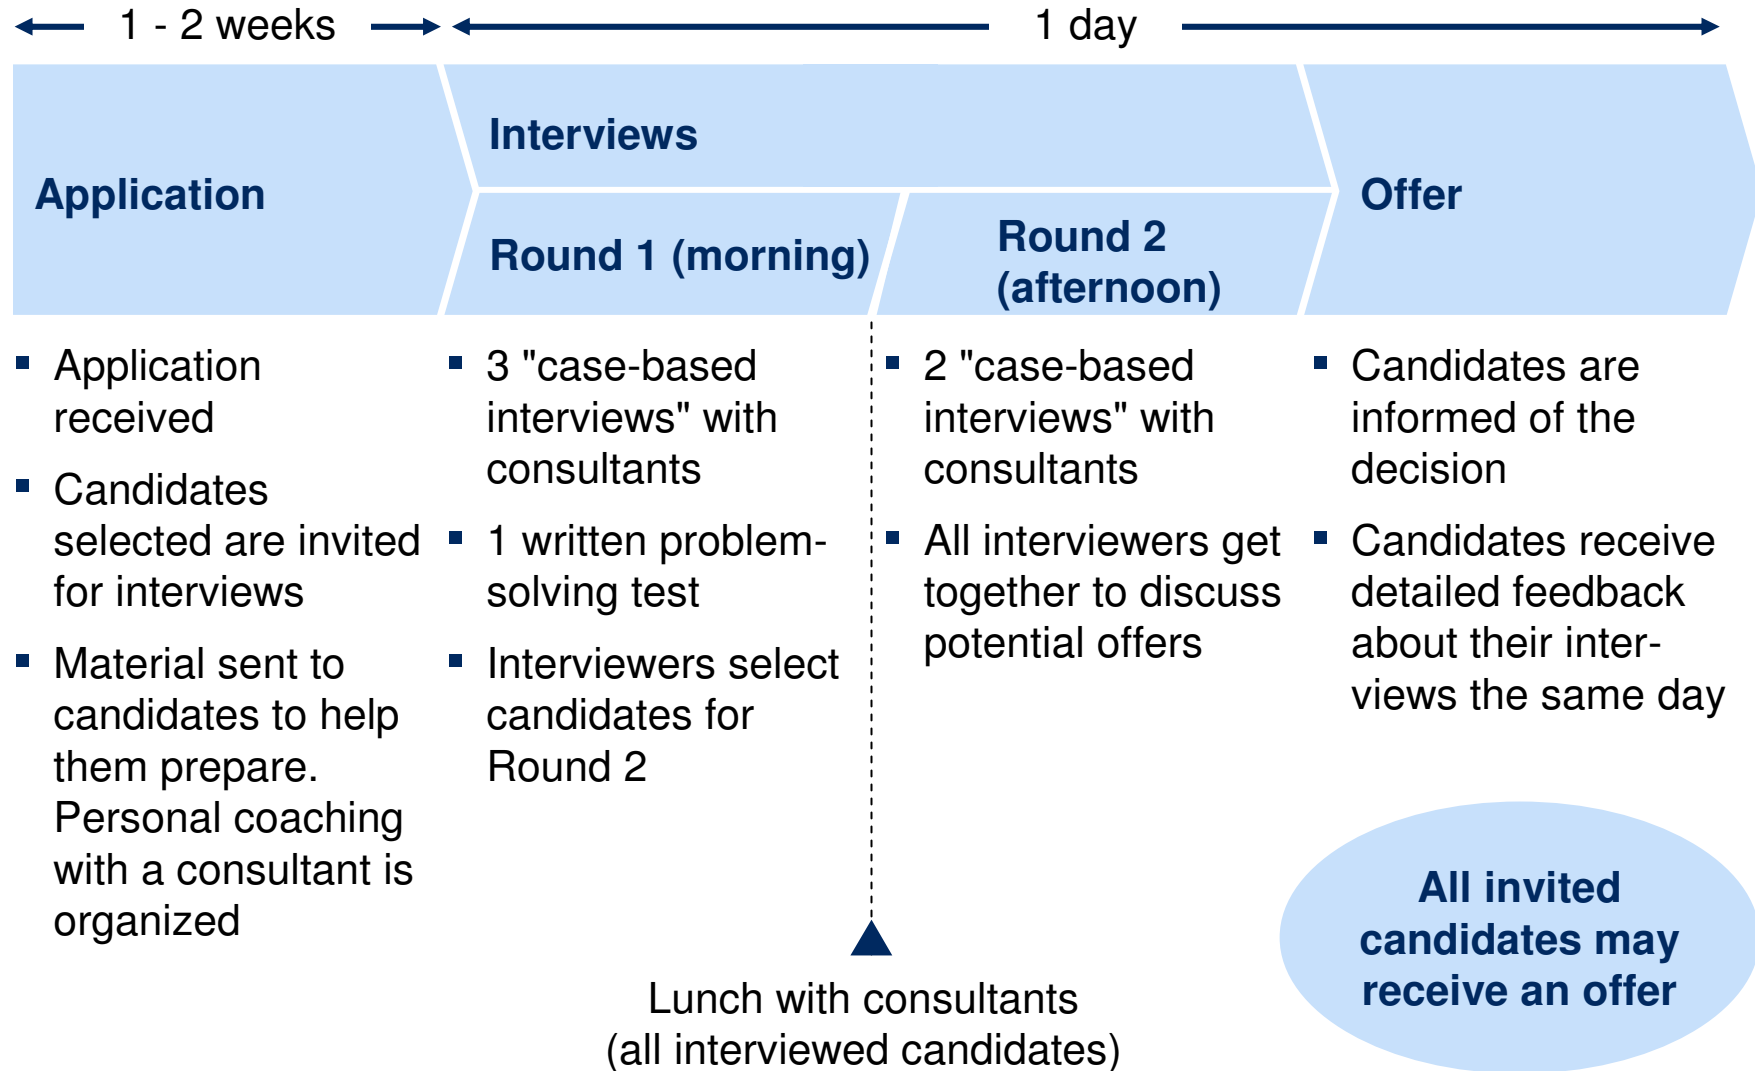 1 - 2 weeks
1 day
Application
Interviews
Round 1 (morning)
Round 2
(afternoon)
Offer
Application
received
Candidates
selected are invited
for interviews
Material sent to
candidates to help
them prepare.
Personal coaching
with a consultant is
organized
3 "case-based
interviews" with
consultants
1 written problem-
solving test
Interviewers select
candidates for
Round 2
2 "case-based
interviews" with
consultants
All interviewers get
together to discuss
potential offers
Candidates are
informed of the
decision
Candidates receive
detailed feedback
about their inter-
views the same day
Lunch with consultants
(all interviewed candidates)
All invited
candidates may
receive an offer